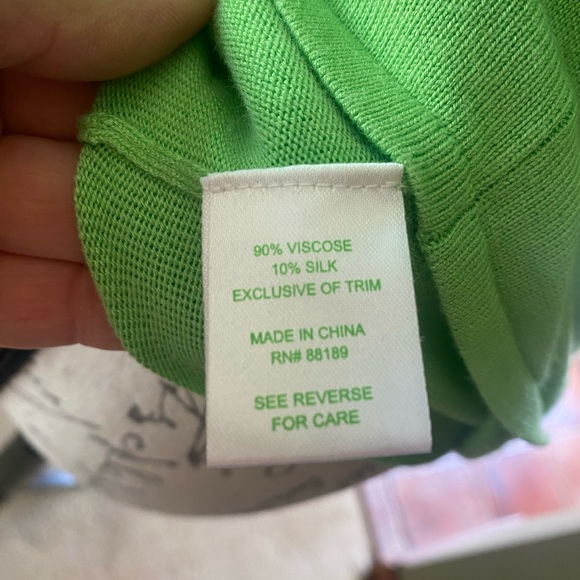 90% VISCOSE
10% SILK
EXCLUSIVE OF TRIM
MADE IN CHINA
RN# 88189
SEE REVERSE
FOR CARE